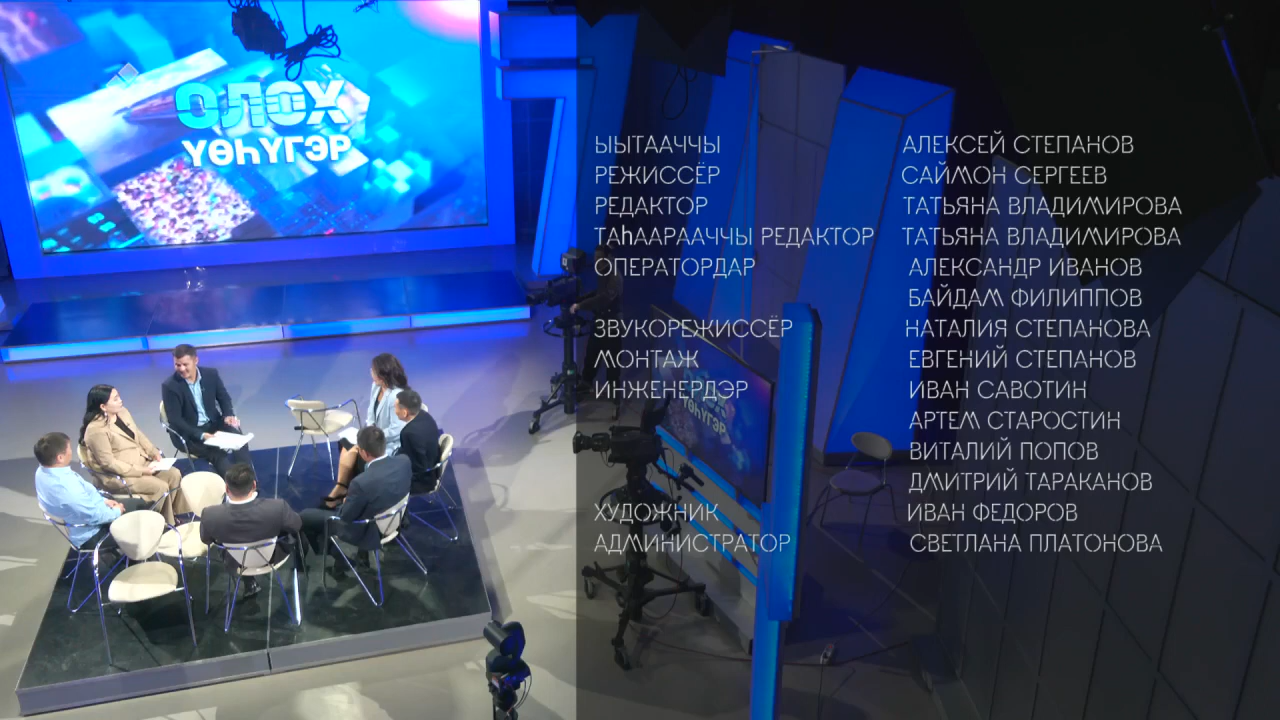 ОЛОХ
ҮӨҺҮГЭР
ЫЫТААЧЧЫ АЛЕКСЕЙ СТЕПАНОВ
РЕЖИССЁР САЙМОН СЕРГЕЕВ
РЕДАКТОР ТАТЬЯНА ВЛАДИМИРОВА
ТАҺААРААЧЧЫ РЕДАКТОР ТАТЬЯНА ВЛАДИМИРОВА
ОПЕРАТОРДАР АЛЕКСАНДР ИВАНОВ
БАЙДАМ ФИЛИППОВ
ЗВУКОРЕЖИССЁР НАТАЛИЯ СТЕПАНОВА
МОНТАЖ ЕВГЕНИЙ СТЕПАНОВ
ИНЖЕНЕРДЭР ИВАН САВОТИН
АРТЕМ СТАРОСТИН
ВИТАЛИЙ ПОПОВ
ДМИТРИЙ ТАРАКАНОВ
ХУДОЖНИК ИВАН ФЕДОРОВ
АДМИНИСТРАТОР СВЕТЛАНА ПЛАТОНОВА